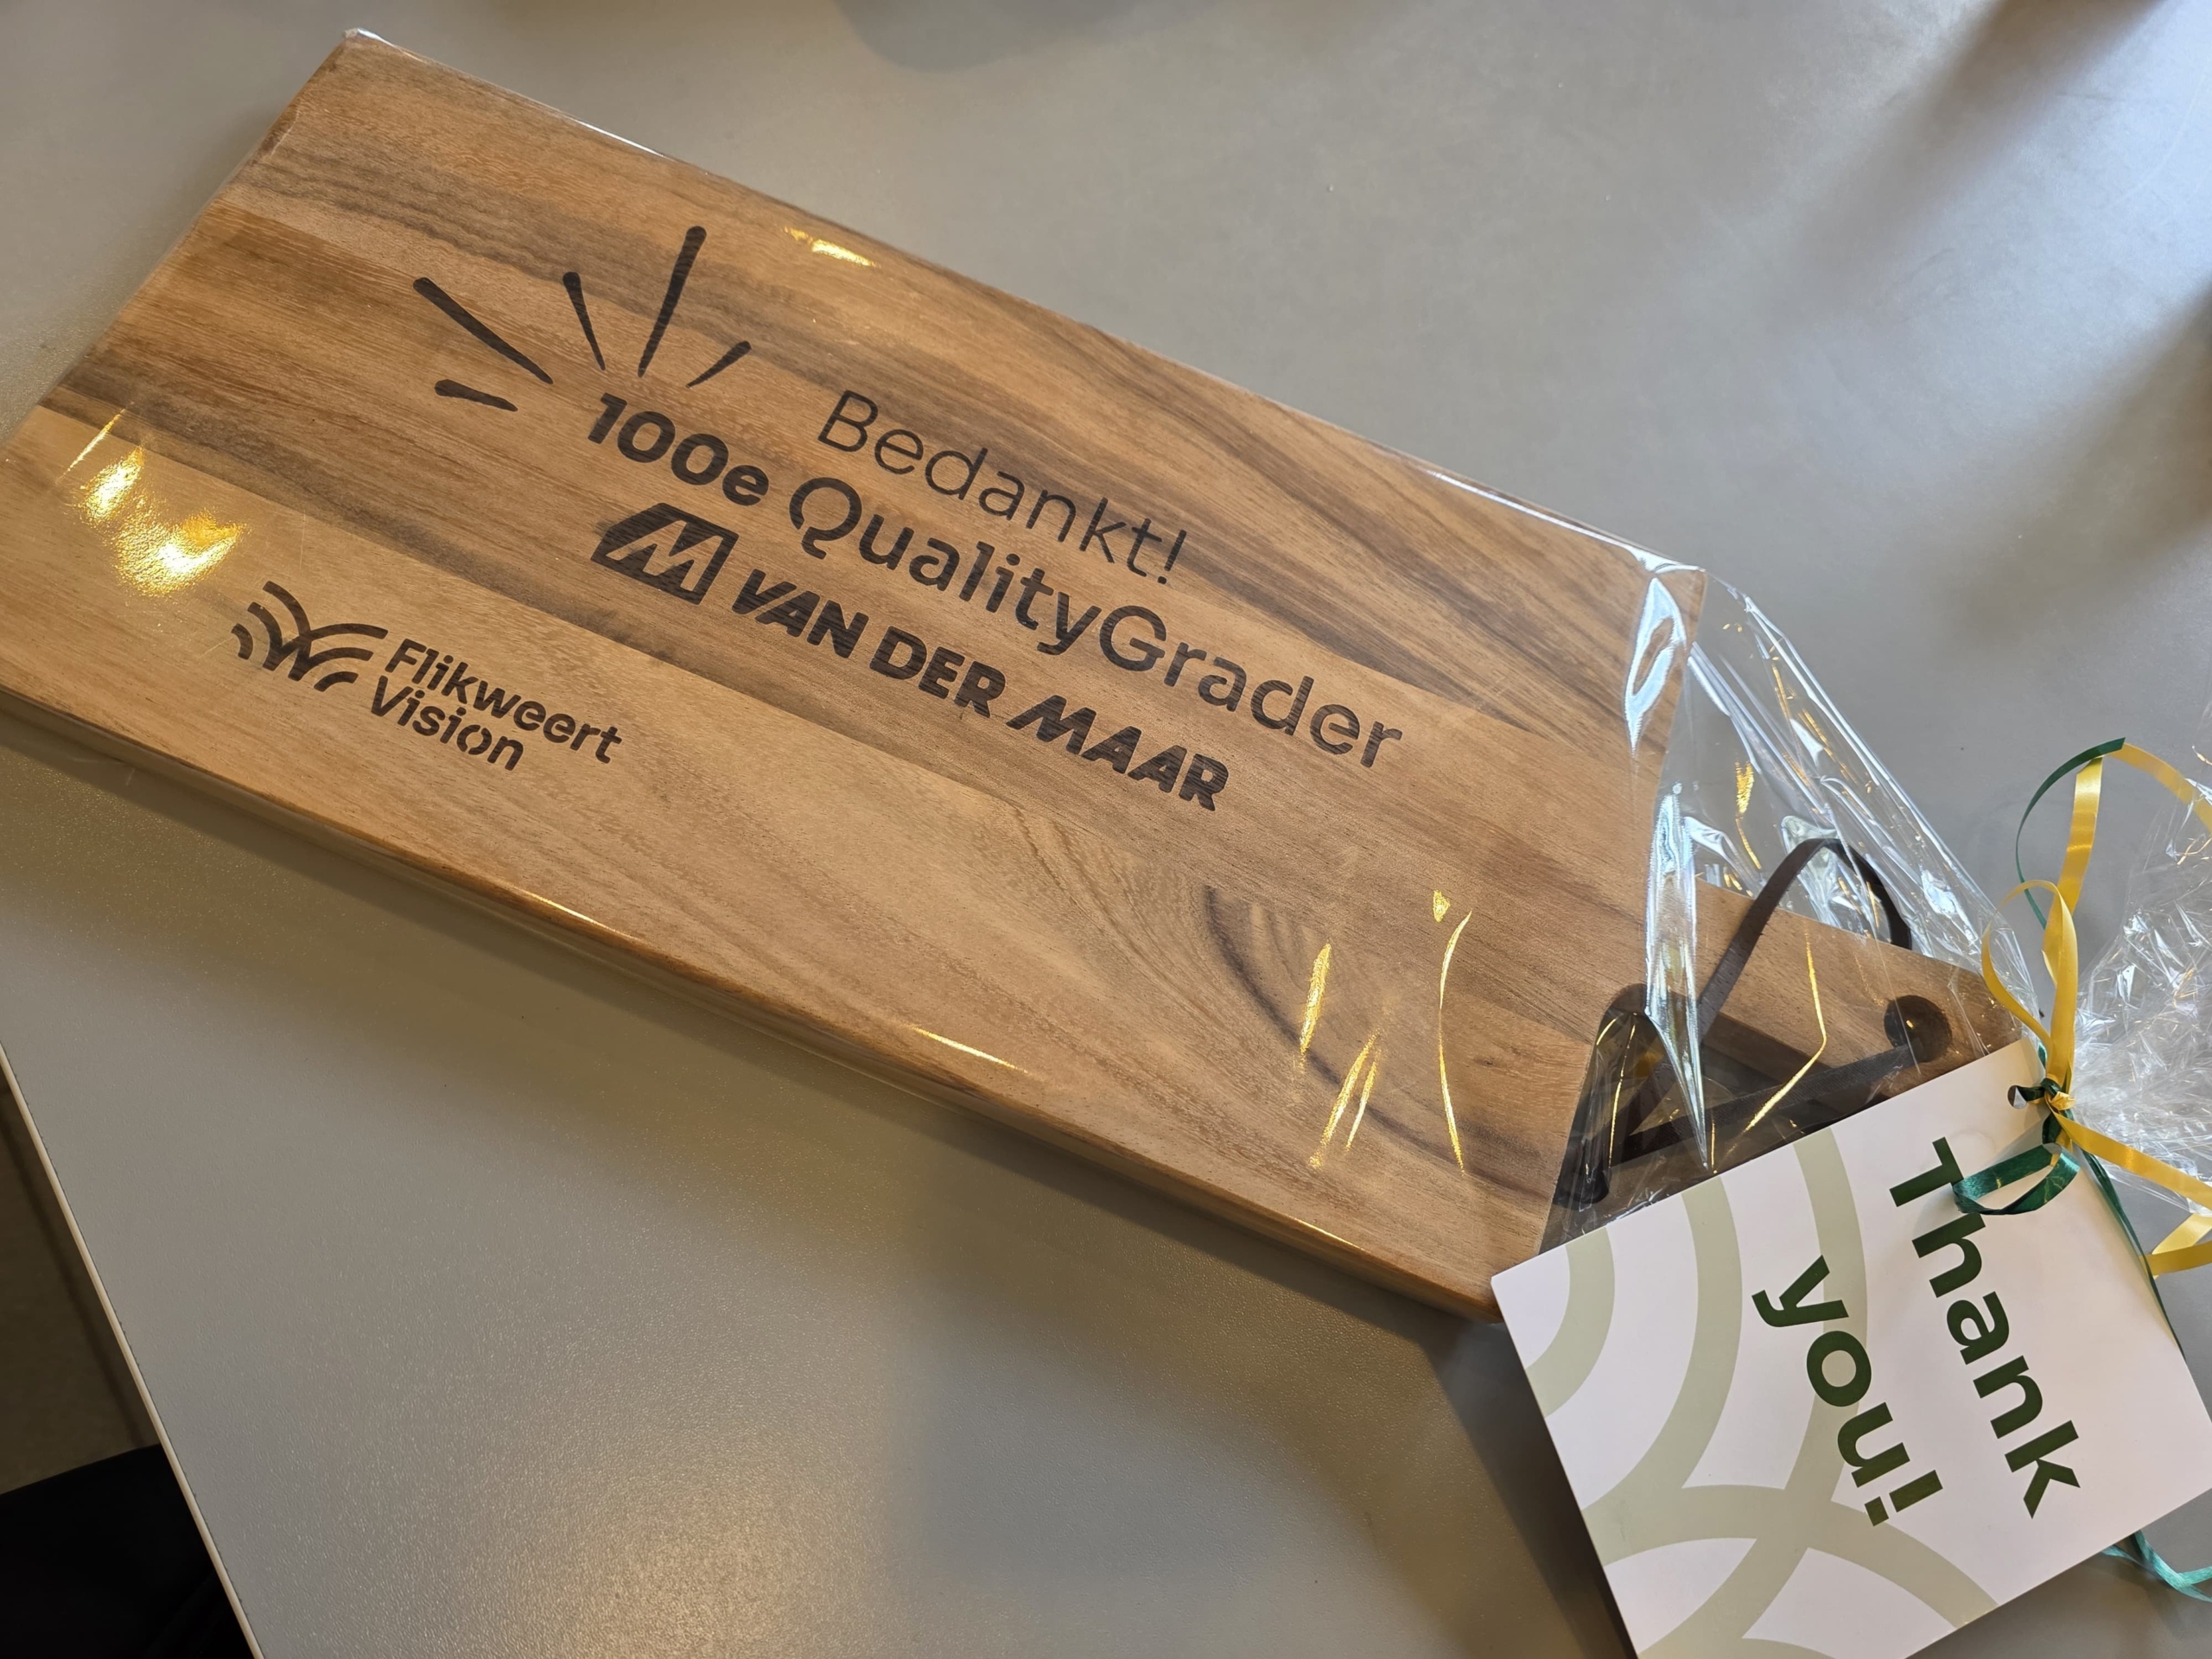 Bedankt!
100e QualityGrader
VAN DER MAAR
Flikweert
Vision
Thank
you!